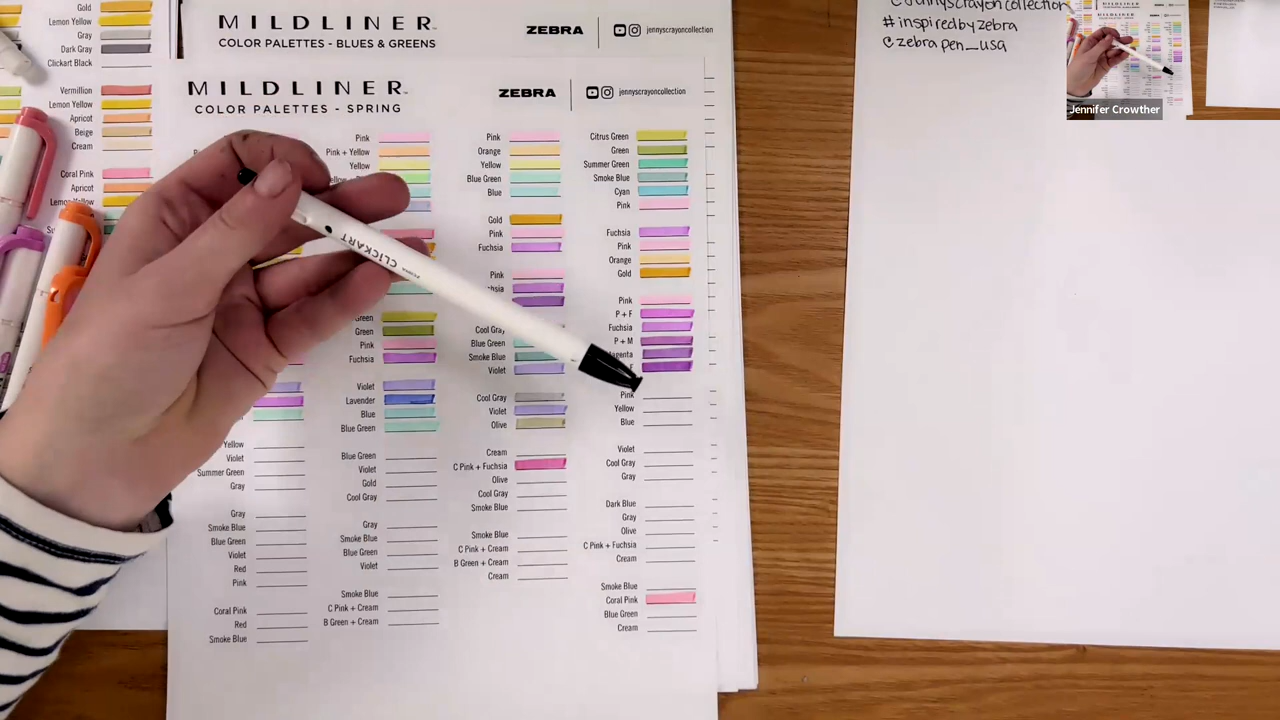 Gold
Lemon Yellow
Gray
Dark Gray
Clickart Black
Vermillion
Lemon Yellow
Apricot
Beige
Cream
Coral Pink
Apricot
Lemon Yellow
MILDLINER
COLOR PALETTES - BLUES & GREENS
ZEBRA
jennyscrayoncollection
MILDLINER
COLOR PALETTES - SPRING
ZEBRA
jennyscrayoncollection
Yellow
Violet
Summer Green
Gray
Gray
Smoke Blue
Blue Green
Violet
Red
Pink
Coral Pink
Red
Smoke Blue
Pink
Pink + Yellow
Yellow
Green
Green
Pink
Fuchsia
Violet
Lavender
Blue
Blue Green
Blue Green
Violet
Gold
Cool Gray
Gray
Smoke Blue
Blue Green
Violet
Smoke Blue
C Pink + Cream
B Green + Cream
Pink
Orange
Yellow
Blue Green
Blue
Gold
Pink
Fuchsia
Pink
Cool Gray
Blue Green
Smoke Blue
Violet
Cool Gray
Violet
Olive
Cream
C Pink + Fuchsia
Olive
Cool Gray
Smoke Blue
Smoke Blue
C Pink + Cream
B Green + Cream
Cream
Citrus Green
Green
Summer Green
Smoke Blue
Cyan
Pink
Fuchsia
Pink
Orange
Gold
Pink
P + F
Fuchsia
P + M
Pink
Yellow
Blue
Violet
Cool Gray
Gray
Dark Blue
Gray
Olive
C Pink + Fuchsia
Cream
Smoke Blue
Coral Pink
Blue Green
Cream
ZEBRA CLICKART
@jennyscrayoncollection
#inspiredbyzebra
@zebrapen_usa
Jennifer Crowther